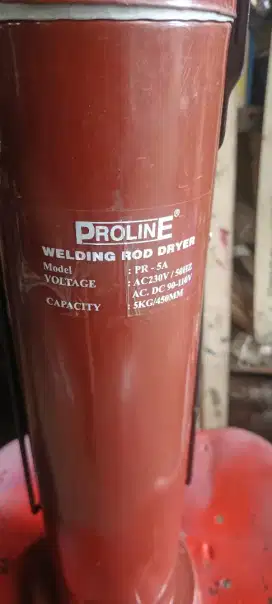 PROLINE®
WELDING ROD DRYER
Model : PR - 5A
VOLTAGE : AC230V / 50HZ
AC. DC 90-110V
CAPACITY : 5KG/450MM